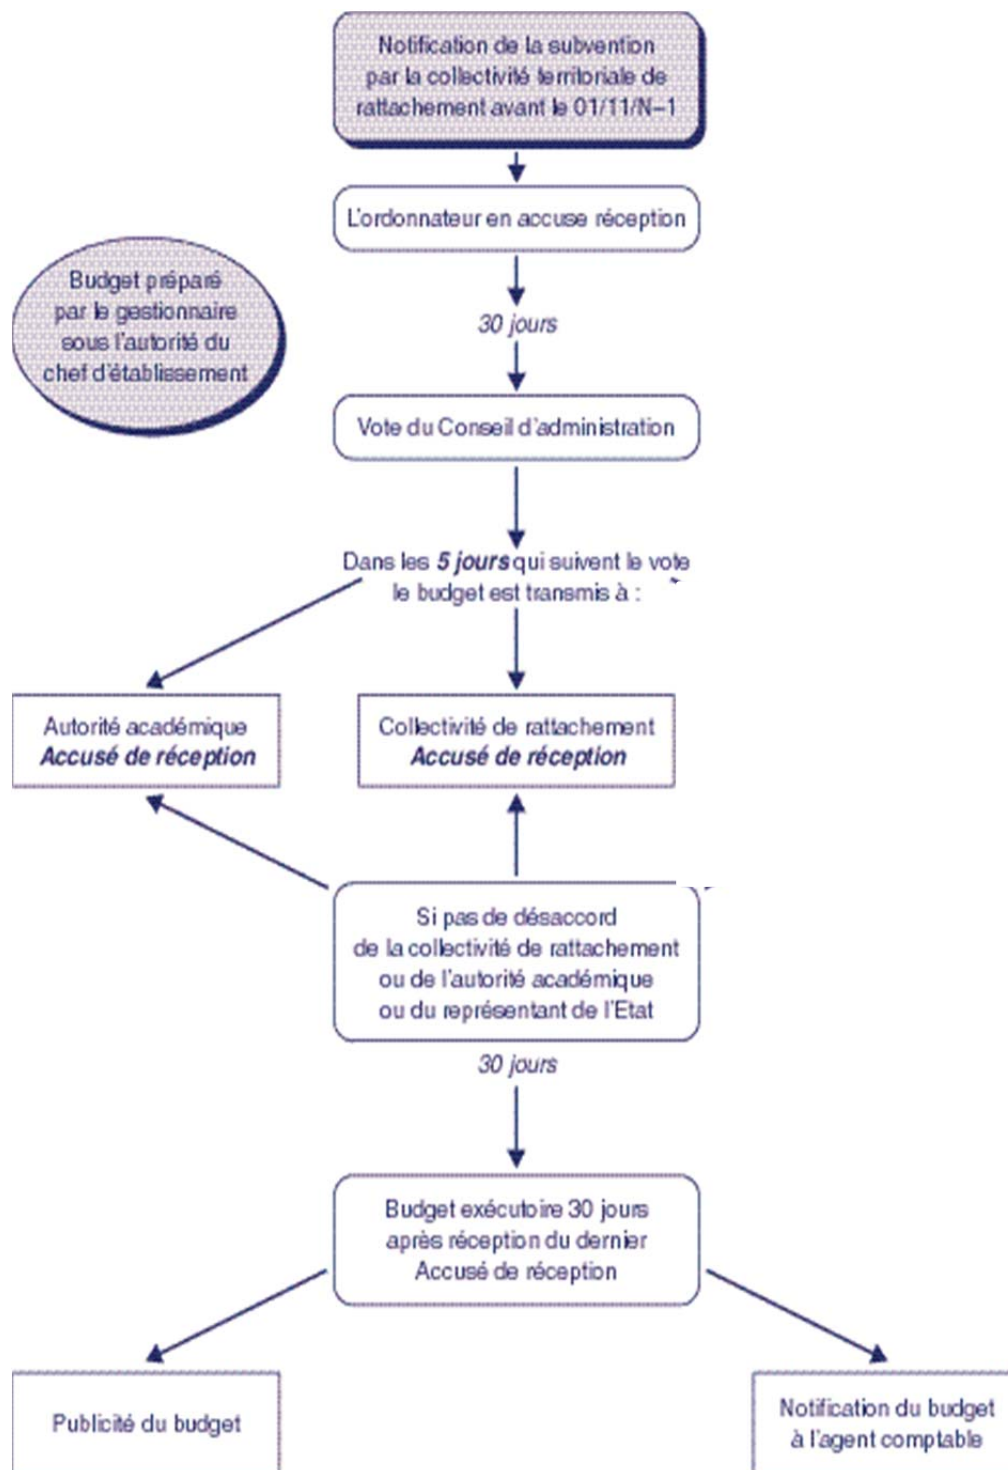 Notification de la subvention
par la collectivité territoriale de
rattachement avant le 01/11/N–1
L'ordonnateur en accuse réception
Budget préparé
par le gestionnaire
sous l'autorité du
chef d'établissement
30 jours
Vote du Conseil d'administration
Dans les 5 jours qui suivent le vote
le budget est transmis à :
Autorité académique
Accusé de réception
Collectivité de rattachement
Accusé de réception
Si pas de désaccord
de la collectivité de rattachement
ou de l'autorité académique
ou du représentant de l'Etat
30 jours
Budget exécutoire 30 jours
après réception du dernier
Accusé de réception
Publicité du budget
Notification du budget
à l'agent comptable